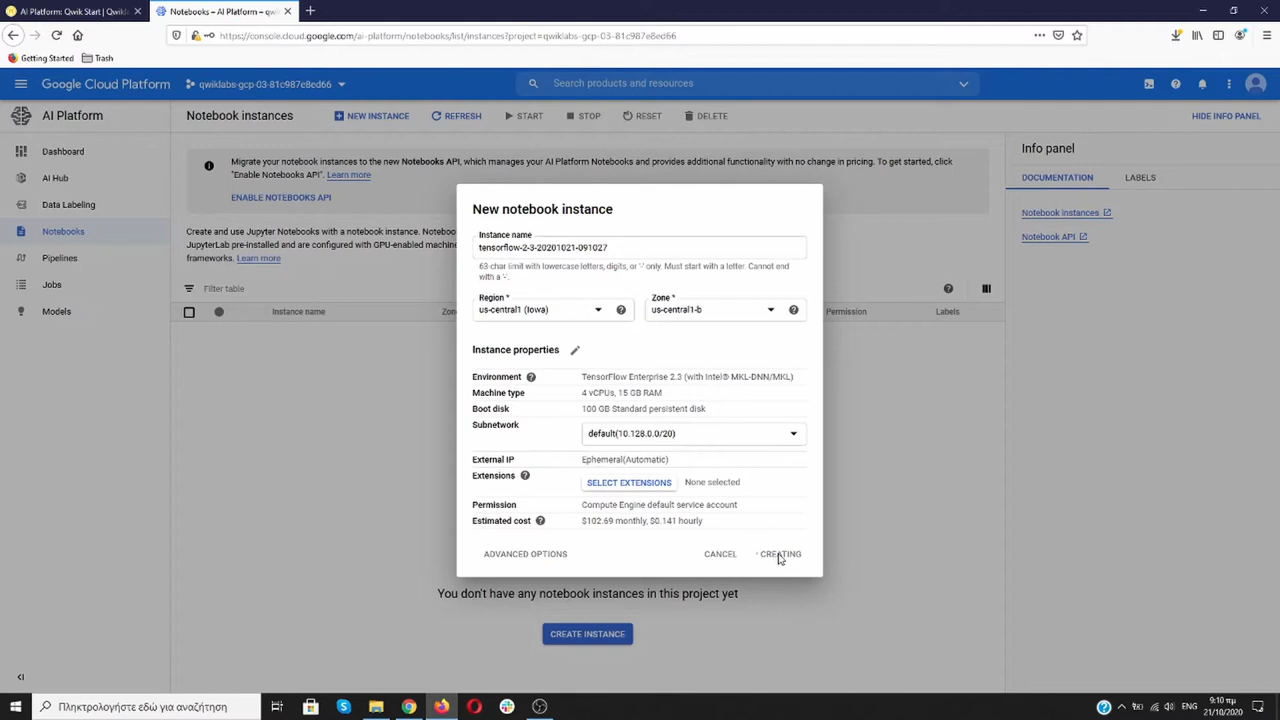 AI Platform: Qwik Start | Qwikla
Notebooks – AI Platform – qw
https://console.cloud.google.com/ai-platform/notebooks/list/instances?project=qwiklabs-gcp-03-81c987e8ed66
Getting Started
Trash
Google Cloud Platform
qwiklabs-gcp-03-81c987e8ed66
Search products and resources
AI Platform
Notebook instances
NEW INSTANCE
REFRESH
START
STOP
RESET
DELETE
HIDE INFO PANEL
Dashboard
AI Hub
Data Labeling
Notebooks
Pipelines
Jobs
Models
Migrate your notebook instances to the new Notebooks API, which manages your AI Platform Notebooks and provides additional functionality with no change in pricing. To get started, click
"Enable Notebooks API". Learn more
ENABLE NOTEBOOKS API
Create and use Jupyter Notebooks with a notebook instance. Notebo
JupyterLab pre-installed and are configured with GPU-enabled machine
frameworks. Learn more
Filter table
Instance name
Zon
Permission
Labels
New notebook instance
Instance name
tensorflow-2-3-20201021-091027
63 char limit with lowercase letters, digits, or '-' only. Must start with a letter. Cannot end
with a '-'.
Region *
us-central1 (Iowa)
Zone *
us-central1-b
Instance properties
Environment
TensorFlow Enterprise 2.3 (with Intel® MKL-DNN/MKL)
Machine type
4 vCPUs, 15 GB RAM
Boot disk
100 GB Standard persistent disk
Subnetwork
default(10.128.0.0/20)
External IP
Ephemeral(Automatic)
Extensions
SELECT EXTENSIONS
None selected
Permission
Compute Engine default service account
Estimated cost
$102.69 monthly, $0.141 hourly
ADVANCED OPTIONS
CANCEL
CREATING
You don't have any notebook instances in this project yet
CREATE INSTANCE
Info panel
DOCUMENTATION
LABELS
Notebook instances
Notebook API
Πληκτρολογήστε εδώ για αναζήτηση
ΕΛ
9:10 πμ
21/10/2020